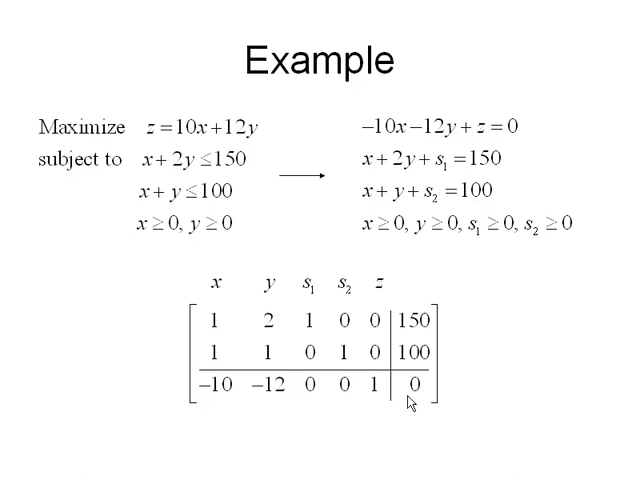 Example
Maximize z=10x+12y
subject to x+2y≤150
x+y≤100
x≥0, y≥0
−10x−12y+z=0
x+2y+s₁=150
x+y+s₂=100
x≥0, y≥0, s₁≥0, s₂≥0
x y s₁ s₂ z
1 2 1 0 0 150
1 1 0 1 0 100
−10 −12 0 0 1 0